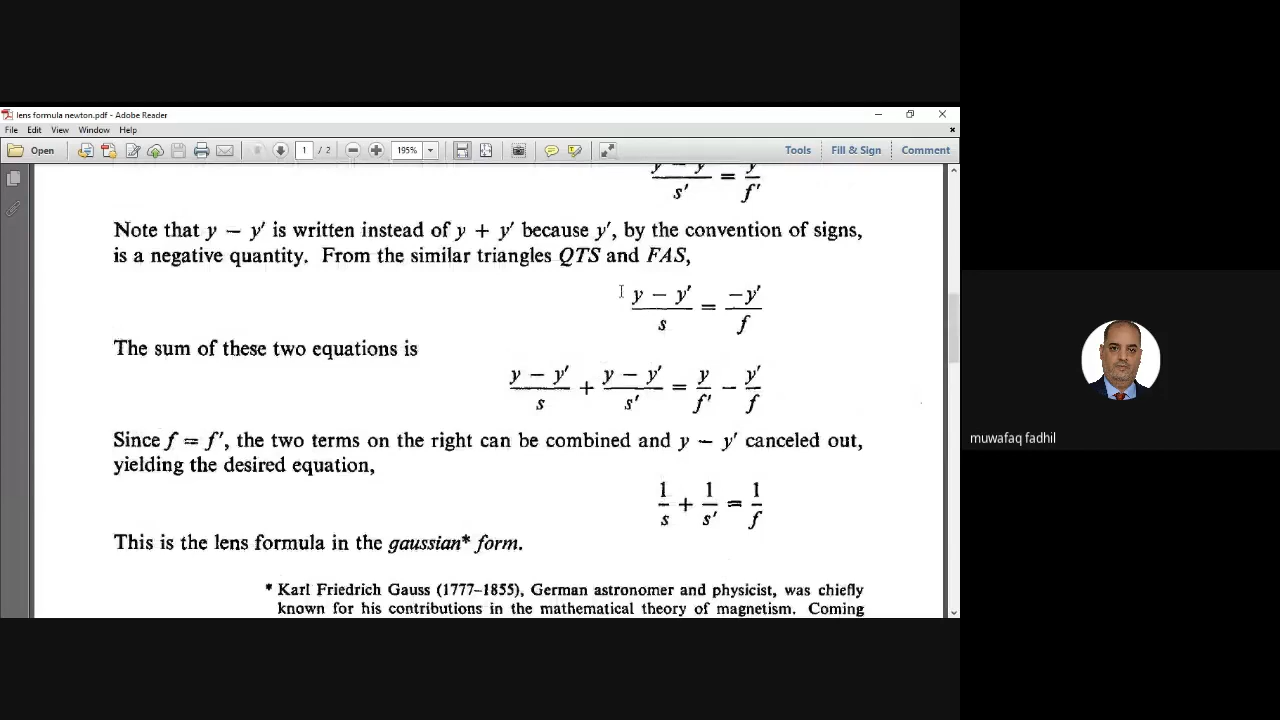 lens formula newton.pdf - Adobe Reader
File Edit View Window Help
Open 1 / 2 195% Tools Fill & Sign Comment
y − y′ / s′ = y / f′
Note that y − y′ is written instead of y + y′ because y′, by the convention of signs,
is a negative quantity. From the similar triangles QTS and FAS,
y − y′ / s = −y′ / f
The sum of these two equations is
y − y′ / s + y − y′ / s′ = y / f′ − y′ / f
Since f = f′, the two terms on the right can be combined and y − y′ canceled out,
yielding the desired equation,
1 / s + 1 / s′ = 1 / f
This is the lens formula in the gaussian* form.
* Karl Friedrich Gauss (1777–1855), German astronomer and physicist, was chiefly
known for his contributions in the mathematical theory of magnetism. Coming
muwafaq fadhil